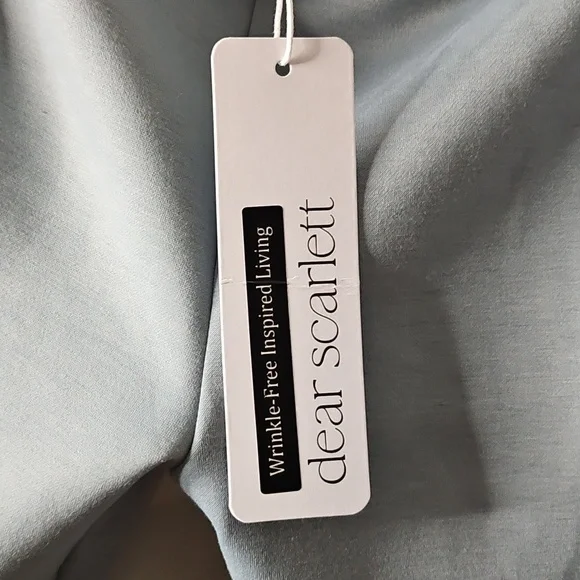 Wrinkle-Free Inspired Living
dear scarlett